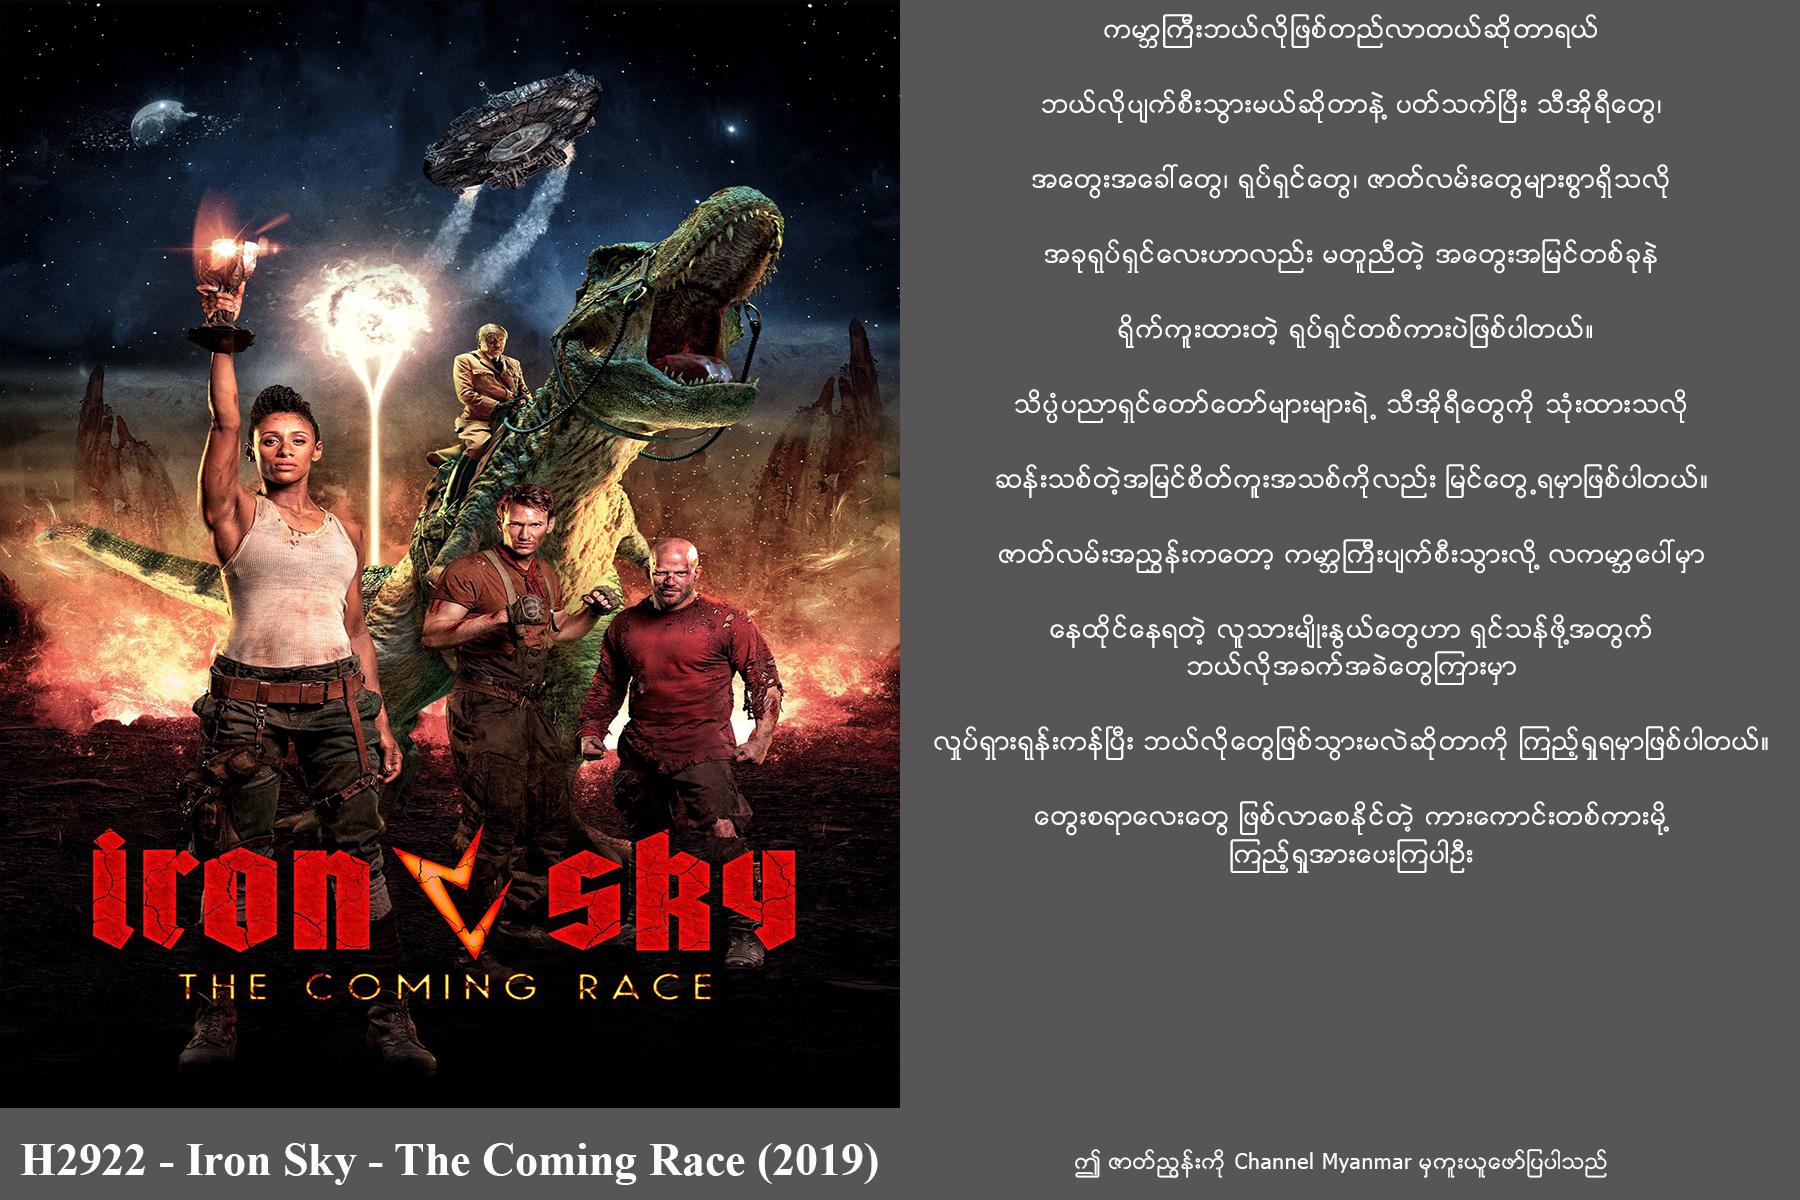 iron sky
THE COMING RACE
H2922 - Iron Sky - The Coming Race (2019)
ကမ္ဘာကြီးဘယ်လိုဖြစ်တည်လာတယ်ဆိုတာရယ်
ဘယ်လိုပျက်စီးသွားမယ်ဆိုတာနဲ့ ပတ်သက်ပြီး သီအိုရီတွေ၊
အတွေးအခေါ်တွေ၊ ရုပ်ရှင်တွေ၊ ဇာတ်လမ်းတွေများစွာရှိသလို
အခုရုပ်ရှင်လေးဟာလည်း မတူညီတဲ့ အတွေးအမြင်တစ်ခုနဲ
ရိုက်ကူးထားတဲ့ ရုပ်ရှင်တစ်ကားပဲဖြစ်ပါတယ်။
သိပ္ပံပညာရှင်တော်တော်များများရဲ့ သီအိုရီတွေကို သုံးထားသလို
ဆန်းသစ်တဲ့အမြင်စိတ်ကူးအသစ်ကိုလည်း မြင်တွေ့ရမှာဖြစ်ပါတယ်။
ဇာတ်လမ်းအညွှန်းကတော့ ကမ္ဘာကြီးပျက်စီးသွားလို့ လကမ္ဘာပေါ်မှာ
နေထိုင်နေရတဲ့ လူသားမျိုးနွယ်တွေဟာ ရှင်သန်ဖို့အတွက်
ဘယ်လိုအခက်အခဲတွေကြားမှာ
လှုပ်ရှားရုန်းကန်ပြီး ဘယ်လိုတွေဖြစ်သွားမလဲဆိုတာကို ကြည့်ရှုရမှာဖြစ်ပါတယ်။
တွေးစရာလေးတွေ ဖြစ်လာစေနိုင်တဲ့ ကားကောင်းတစ်ကားမို့
ကြည့်ရှုအားပေးကြပါဦး
ဤ ဇာတ်ညွှန်းကို Channel Myanmar မှကူးယူဖော်ပြပါသည်